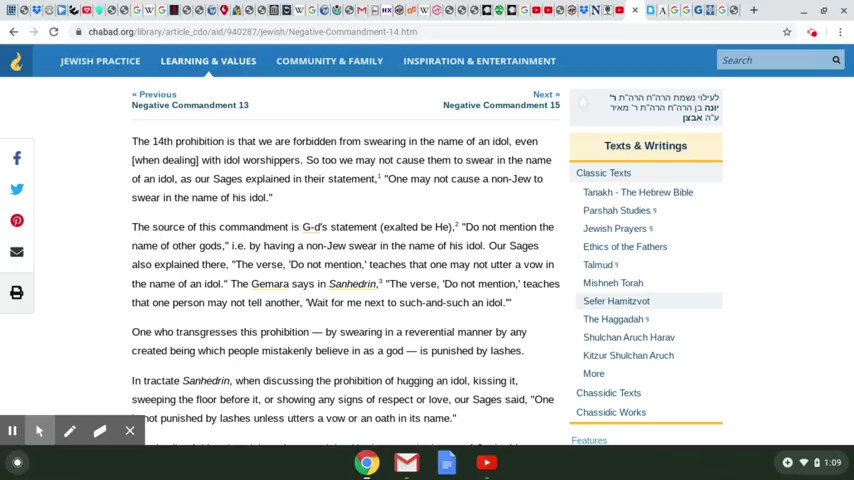 chabad.org/library/article_cdo/aid/940287/jewish/Negative-Commandment-14.htm
JEWISH PRACTICE LEARNING & VALUES COMMUNITY & FAMILY INSPIRATION & ENTERTAINMENT Search
« Previous
Negative Commandment 13
Next »
Negative Commandment 15
The 14th prohibition is that we are forbidden from swearing in the name of an idol, even
[when dealing] with idol worshippers. So too we may not cause them to swear in the name
of an idol, as our Sages explained in their statement,1 "One may not cause a non-Jew to
swear in the name of his idol."
The source of this commandment is G-d's statement (exalted be He),2 "Do not mention the
name of other gods," i.e. by having a non-Jew swear in the name of his idol. Our Sages
also explained there, "The verse, 'Do not mention,' teaches that one may not utter a vow in
the name of an idol." The Gemara says in Sanhedrin,3 "The verse, 'Do not mention,' teaches
that one person may not tell another, 'Wait for me next to such-and-such an idol.'"
One who transgresses this prohibition — by swearing in a reverential manner by any
created being which people mistakenly believe in as a god — is punished by lashes.
In tractate Sanhedrin, when discussing the prohibition of hugging an idol, kissing it,
sweeping the floor before it, or showing any signs of respect or love, our Sages said, "One
not punished by lashes unless utters a vow or an oath in its name."
לעילוי נשמת הרה"ח הרה"ת ר'
יונה בן הרה"ח הרה"ת ר' מאיר
ע"ה אבצן
Texts & Writings
Classic Texts
Tanakh - The Hebrew Bible
Parshah Studies
Jewish Prayers
Ethics of the Fathers
Talmud
Mishneh Torah
Sefer Hamitzvot
The Haggadah
Shulchan Aruch Harav
Kitzur Shulchan Aruch
More
Chassidic Texts
Chassidic Works
Features
1:09